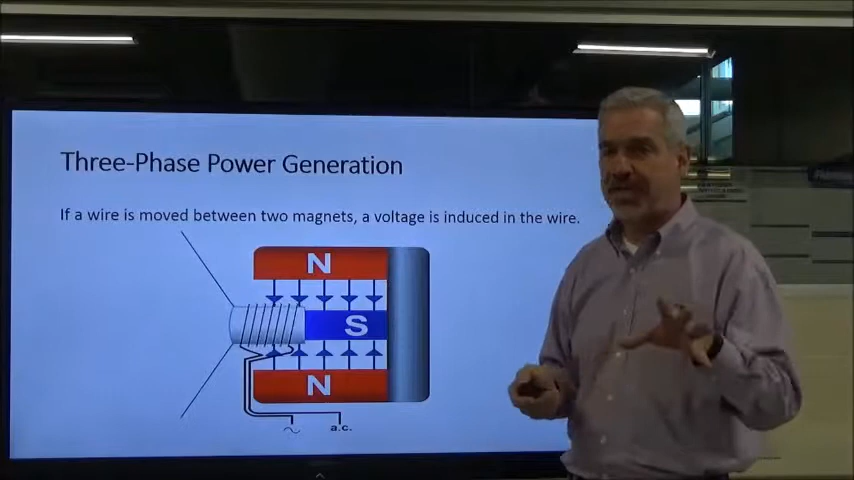 Three-Phase Power Generation
If a wire is moved between two magnets, a voltage is induced in the wire.
N
S
N
a.c.